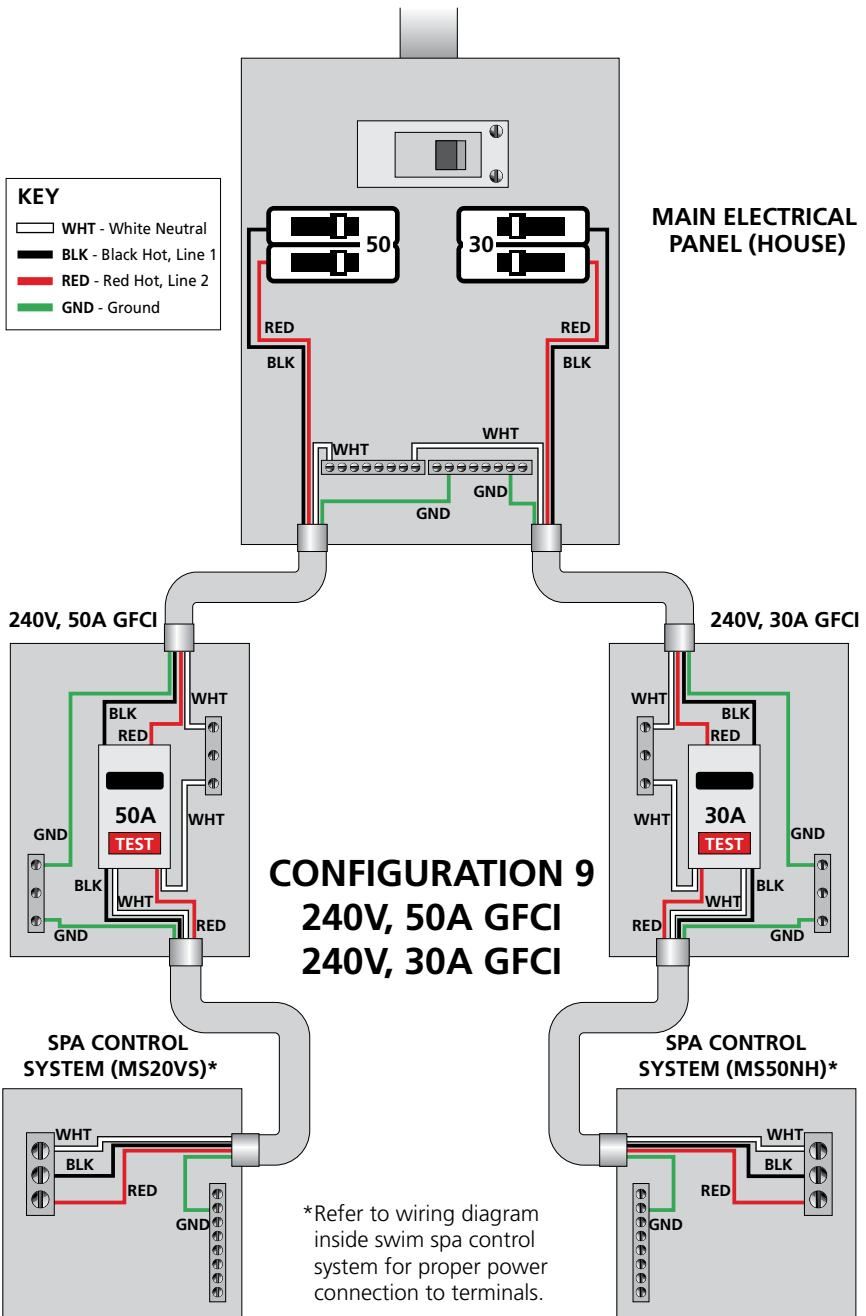 KEY
WHT - White Neutral
BLK - Black Hot, Line 1
RED - Red Hot, Line 2
GND - Ground
MAIN ELECTRICAL
PANEL (HOUSE)
50
30
RED
BLK
RED
BLK
WHT
WHT
GND
GND
240V, 50A GFCI
WHT
BLK
RED
50A
TEST
WHT
GND
BLK
WHT
RED
GND
240V, 30A GFCI
WHT
BLK
RED
30A
TEST
WHT
GND
BLK
WHT
RED
GND
CONFIGURATION 9
240V, 50A GFCI
240V, 30A GFCI
SPA CONTROL
SYSTEM (MS20VS)*
WHT
BLK
RED
GND
SPA CONTROL
SYSTEM (MS50NH)*
WHT
BLK
RED
GND
*Refer to wiring diagram
inside swim spa control
system for proper power
connection to terminals.